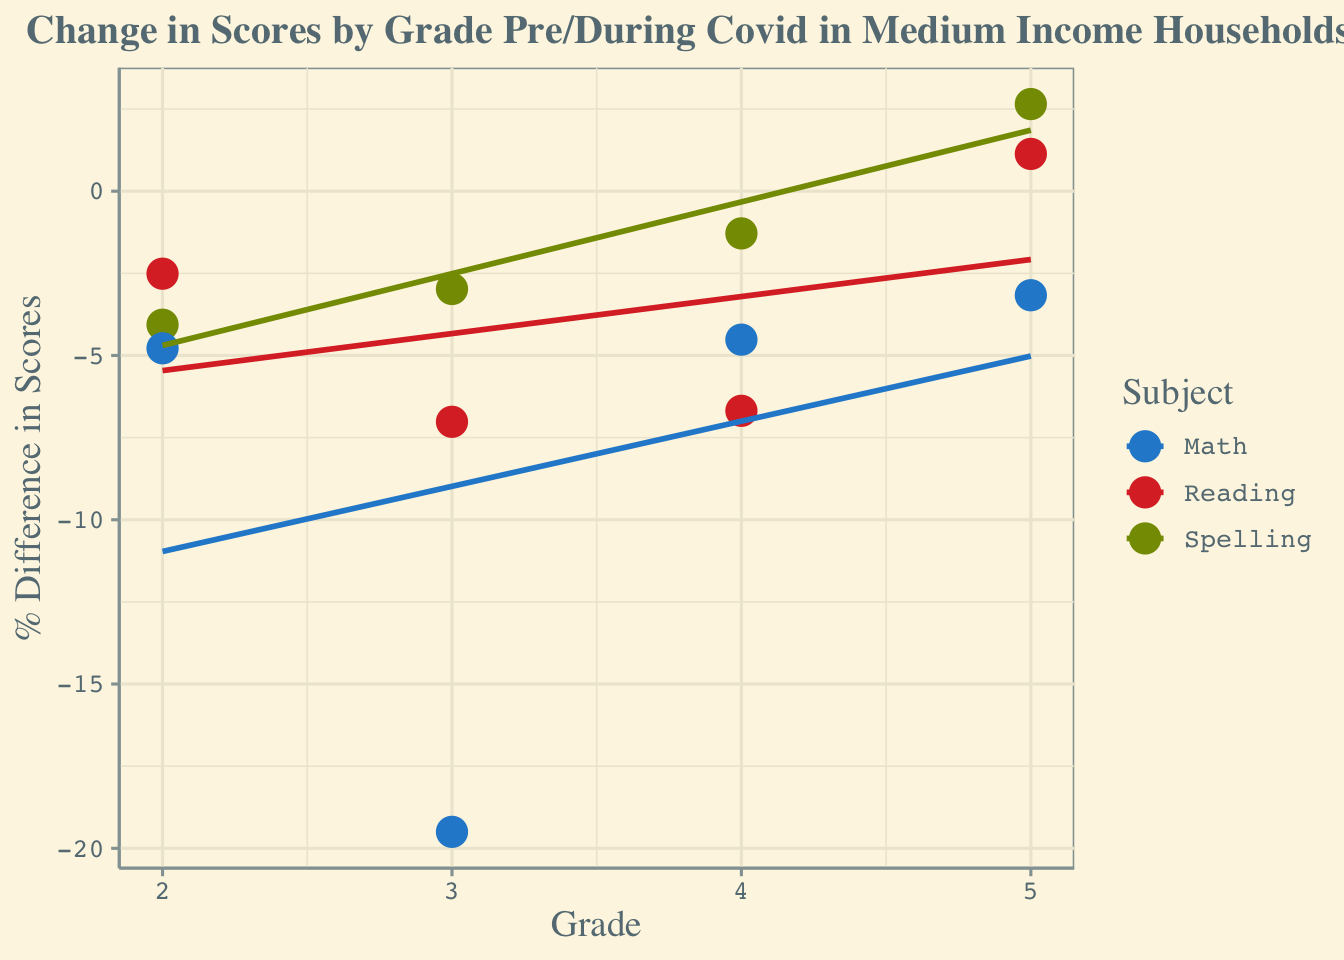 Change in Scores by Grade Pre/During Covid in Medium Income Households
% Difference in Scores
0
−5
−10
−15
−20
2 3 4 5
Grade
Subject
Math
Reading
Spelling